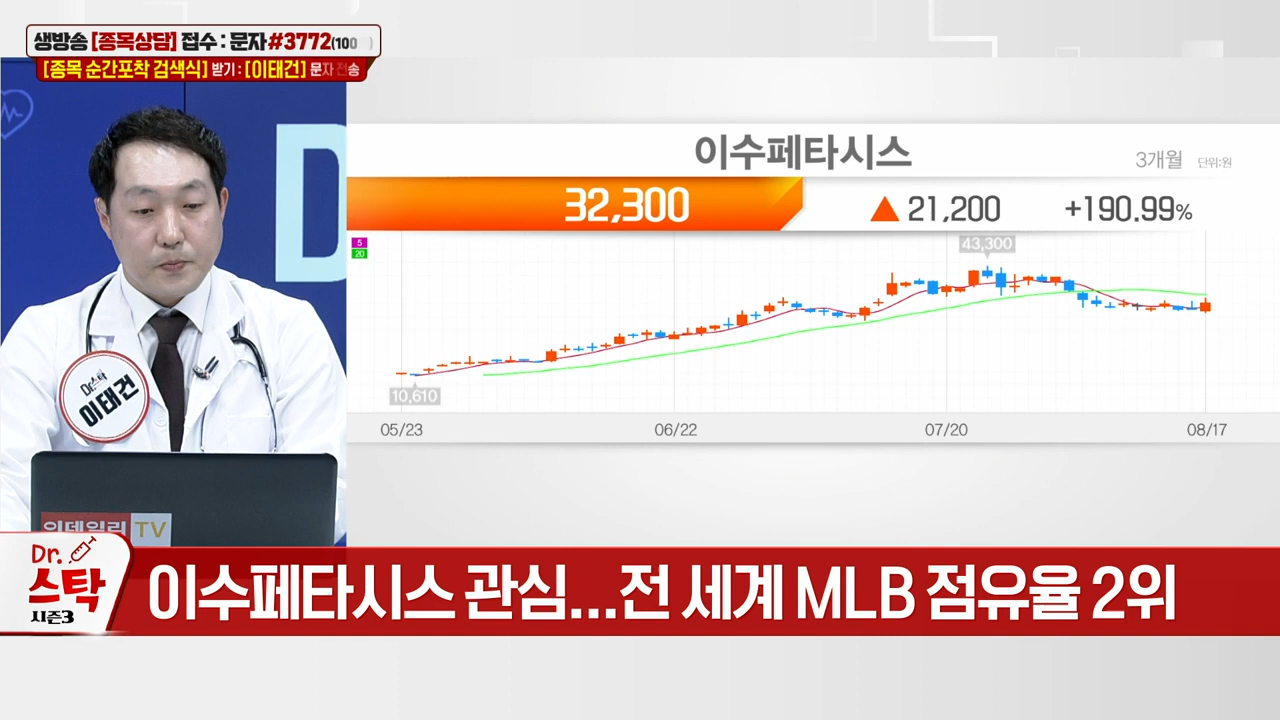 생방송 [종목상담] 접수 : 문자#3772(100
[종목 순간포착 검색식] 받기 : [이태건] 문자 전송
D
이수페타시스
3개월 단위:원
32,300 ▲ 21,200 +190.99%
5
20
43,300
10,610
05/23 06/22 07/20 08/17
Dr.스탁
이태건
이데일리 TV
Dr.
스탁
시즌3
이수페타시스 관심...전 세계 MLB 점유율 2위